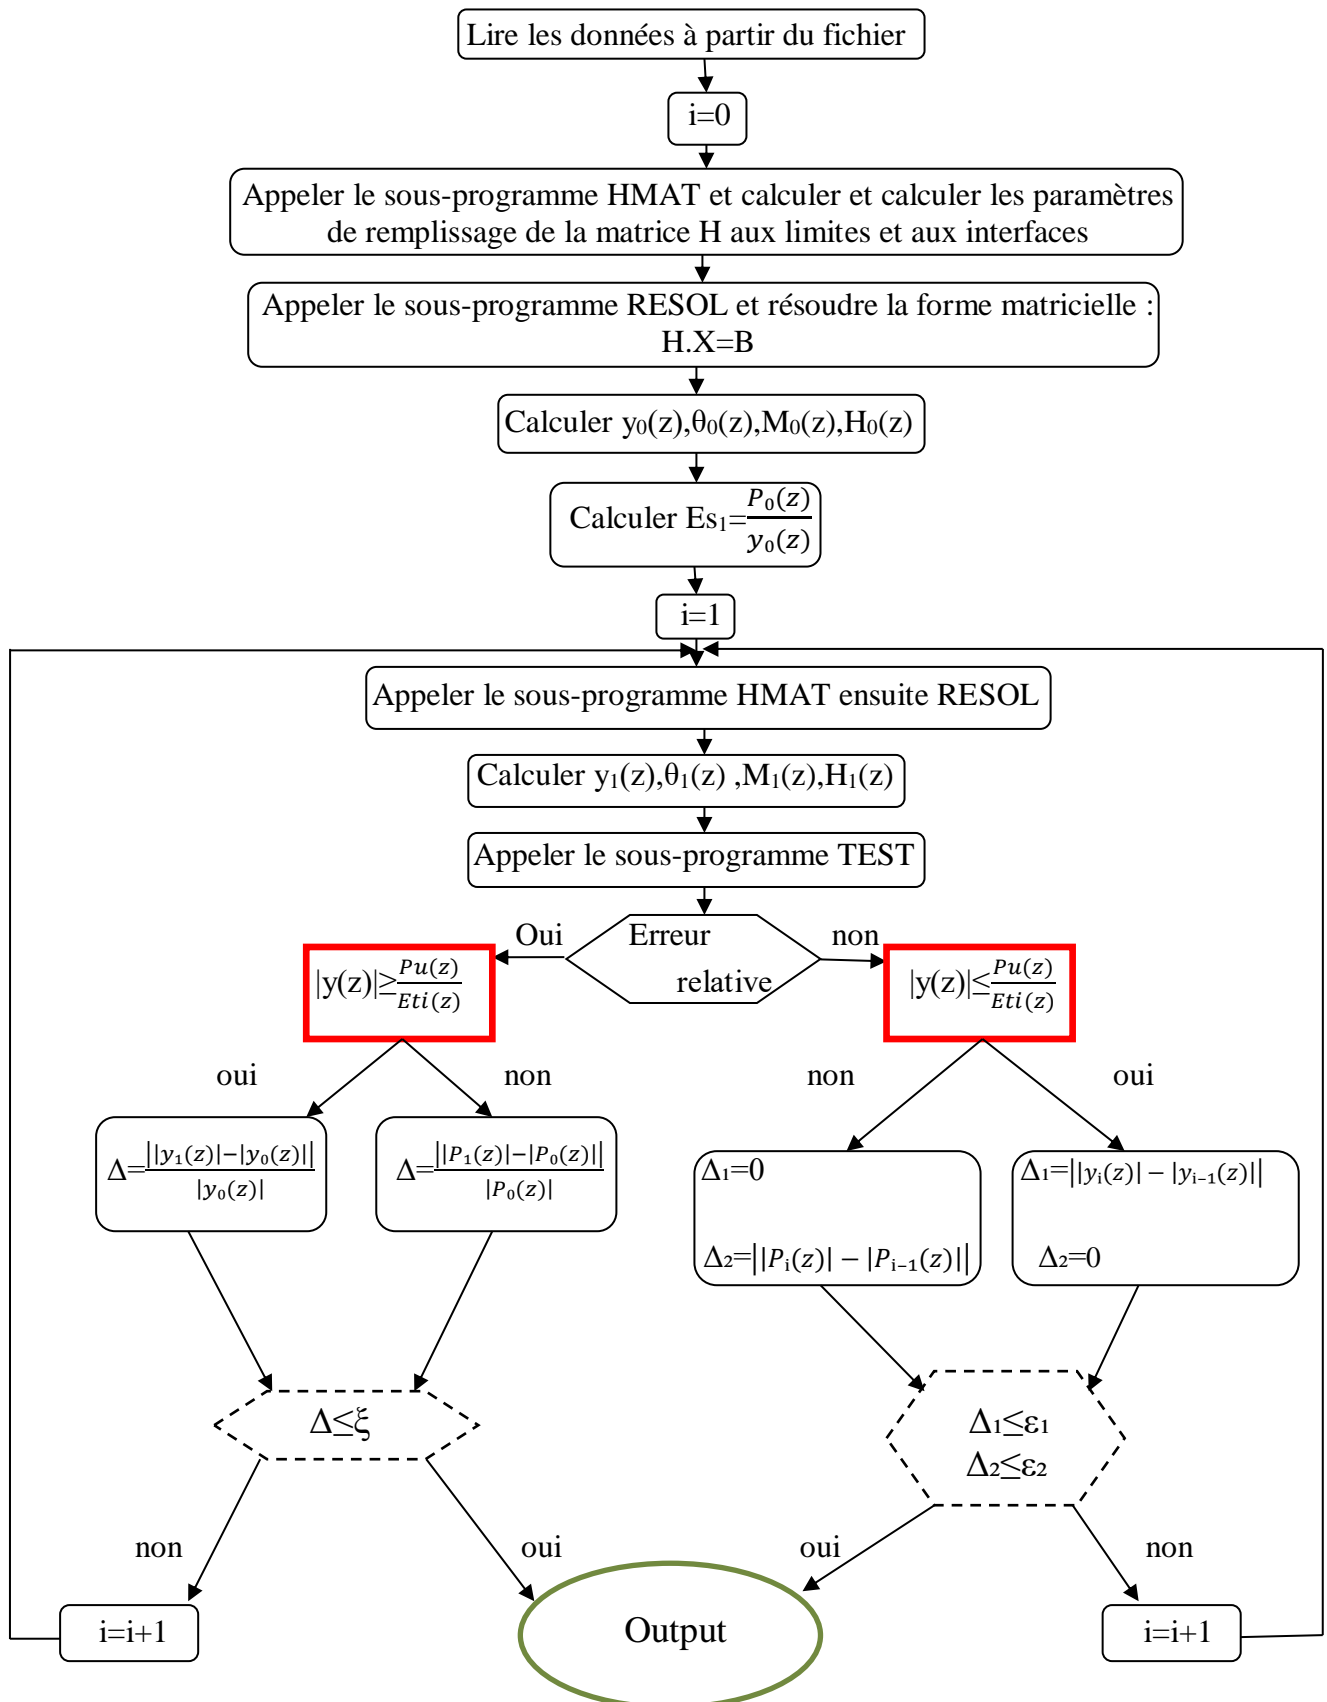 Lire les données à partir du fichier
i=0
Appeler le sous-programme HMAT et calculer et calculer les paramètres
de remplissage de la matrice H aux limites et aux interfaces
Appeler le sous-programme RESOL et résoudre la forme matricielle :
H.X=B
Calculer y₀(z),θ₀(z),M₀(z),H₀(z)
Calculer Es₁=P₀(z)/y₀(z)
i=1
Appeler le sous-programme HMAT ensuite RESOL
Calculer y₁(z),θ₁(z) ,M₁(z),H₁(z)
Appeler le sous-programme TEST
Oui
Erreur
relative
non
|y(z)|≥Pu(z)/Eti(z)
|y(z)|≤Pu(z)/Eti(z)
oui
non
non
oui
Δ=||y₁(z)|−|y₀(z)||/|y₀(z)|
Δ=||P₁(z)|−|P₀(z)||/|P₀(z)|
Δ₁=0
Δ₂=||Pᵢ(z)| − |Pᵢ₋₁(z)||
Δ₁=||yᵢ(z)| − |yᵢ₋₁(z)||
Δ₂=0
Δ≤ξ
Δ₁≤ε₁
Δ₂≤ε₂
non
oui
oui
non
i=i+1
Output
i=i+1